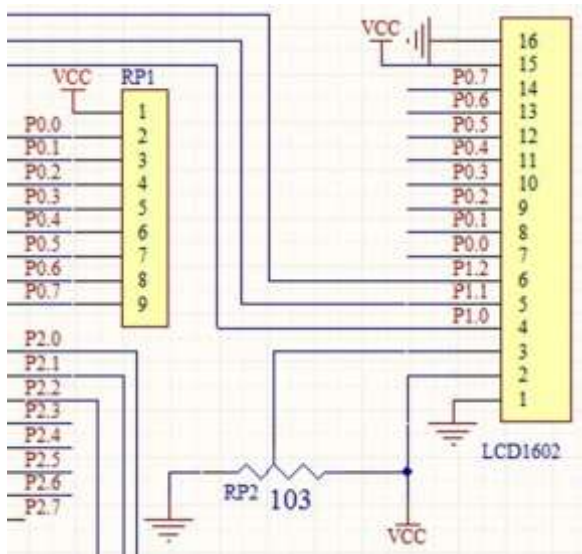 VCC
RP1
1
P0.0
2
P0.1
3
P0.2
4
P0.3
5
P0.4
6
P0.5
7
P0.6
8
P0.7
9
P2.0
P2.1
P2.2
P2.3
P2.4
P2.5
P2.6
P2.7
VCC
16
15
P0.7
14
P0.6
13
P0.5
12
P0.4
11
P0.3
10
P0.2
9
P0.1
8
P0.0
7
P1.2
6
P1.1
5
P1.0
4
3
2
1
LCD1602
RP2
103
VCC